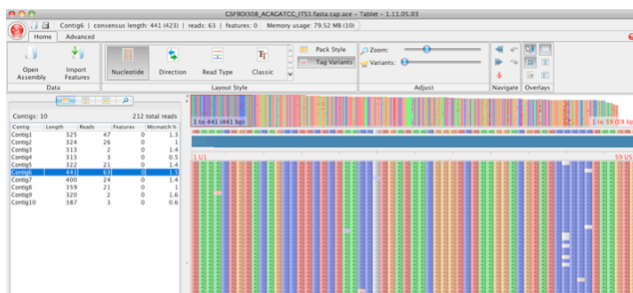 GSF9OI308_ACAGATCG_ITS3.fasta.cap.ace - Tablet - 1.11.05.03
Contig6 | consensus length: 441 (423) | reads: 63 | features: 0 | Memory usage: 79.52 MB (10)
Home Advanced
Open Assembly
Import Features
Data
Nucleotide
Direction
Read Type
Classic
Layout Style
Pack Style
Tag Variants
Zoom:
Variants:
Adjust
Navigate
Overlays
Contigs: 10 212 total reads
Contig Length Reads Features Mismatch %
Contig1 325 47 0 1.3
Contig2 324 26 0 1
Contig3 313 2 0 1.4
Contig4 313 3 0 0.5
Contig5 322 21 0 1.4
Contig6 441 63 0 1.5
Contig7 400 24 0 1.4
Contig8 359 21 0 1
Contig9 320 2 0 1.6
Contig10 387 3 0 0.6
1 to 441 (441 bp)
1 to 59 (59 bp
1 U1
59 U5